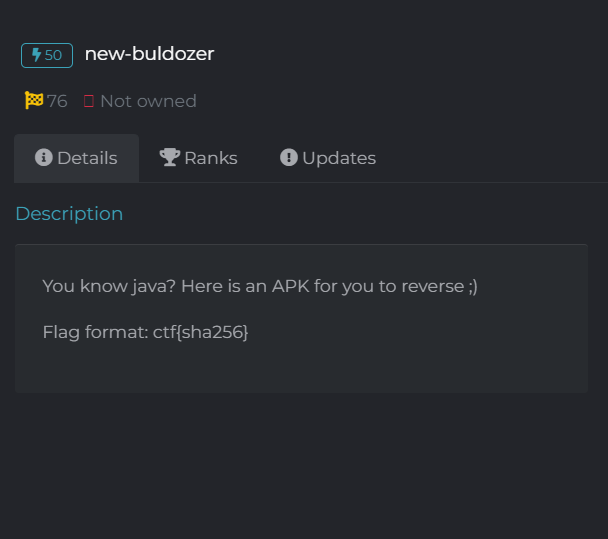 50 new-buldozer
76 Not owned
Details Ranks Updates
Description
You know java? Here is an APK for you to reverse ;)
Flag format: ctf{sha256}